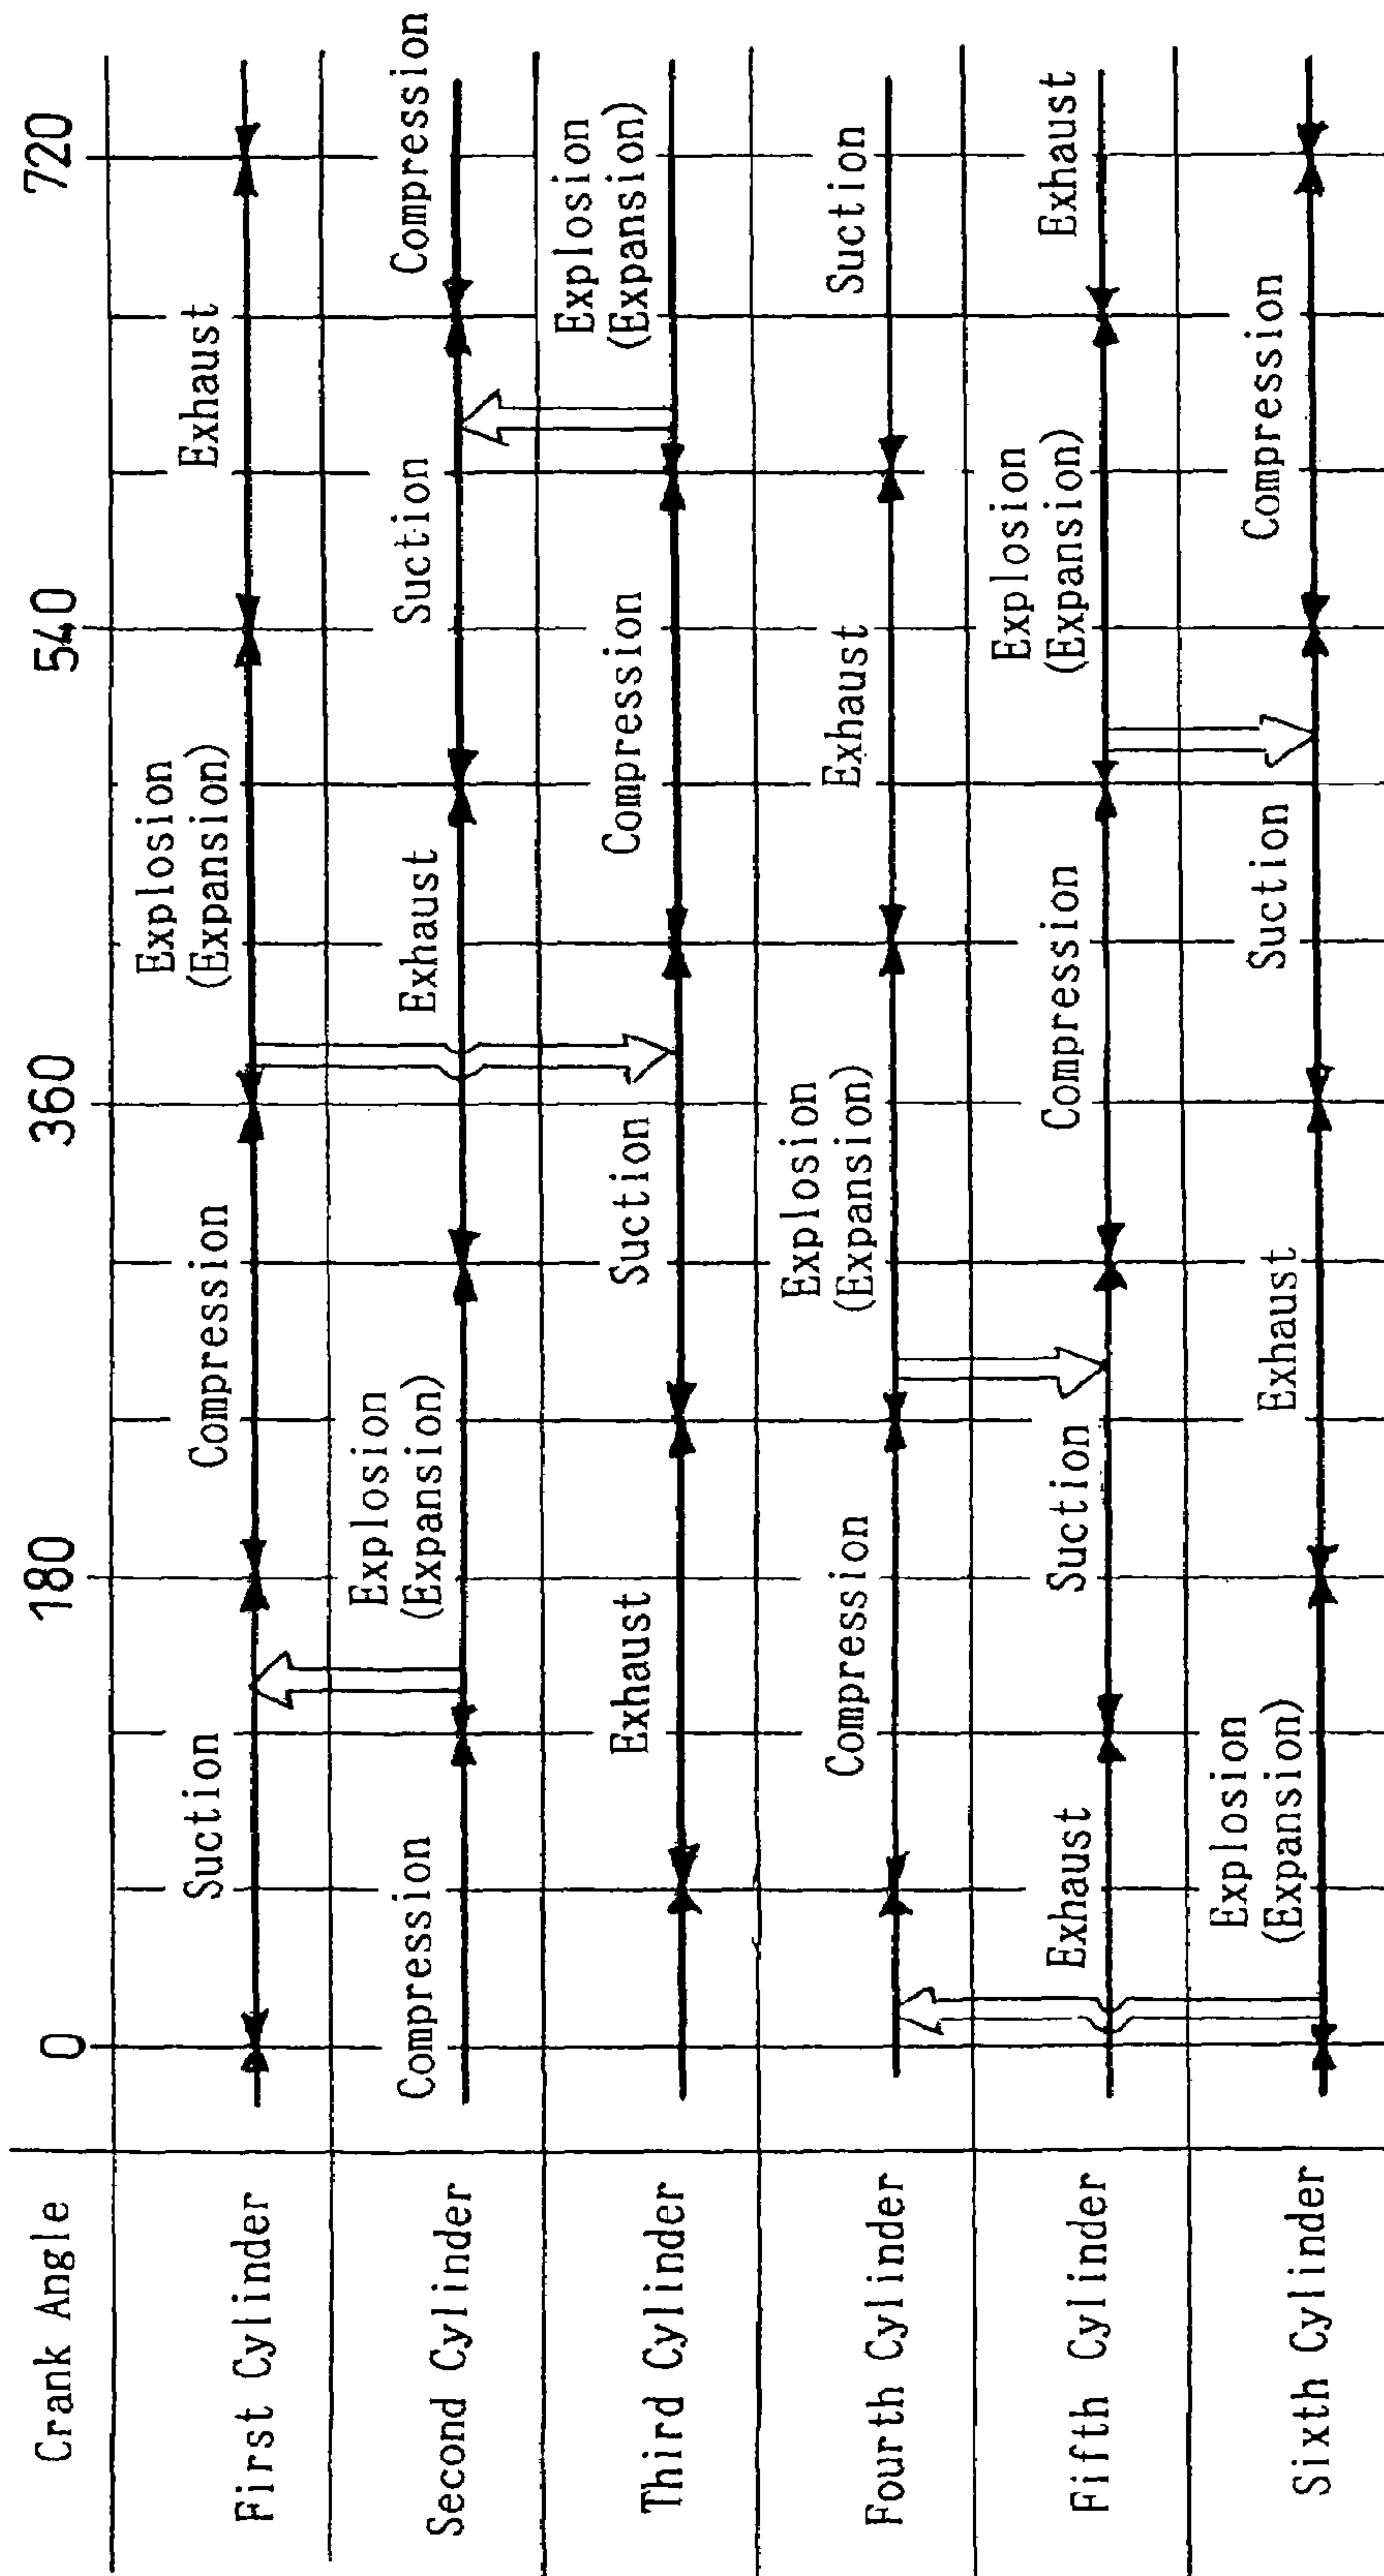 Crank Angle
0
180
360
540
720
First Cylinder
Suction
Compression
Explosion
(Expansion)
Exhaust
Second Cylinder
Compression
Explosion
(Expansion)
Exhaust
Suction
Compression
Third Cylinder
Exhaust
Suction
Compression
Explosion
(Expansion)
Fourth Cylinder
Compression
Explosion
(Expansion)
Exhaust
Suction
Fifth Cylinder
Exhaust
Suction
Compression
Explosion
(Expansion)
Exhaust
Sixth Cylinder
Explosion
(Expansion)
Exhaust
Suction
Compression